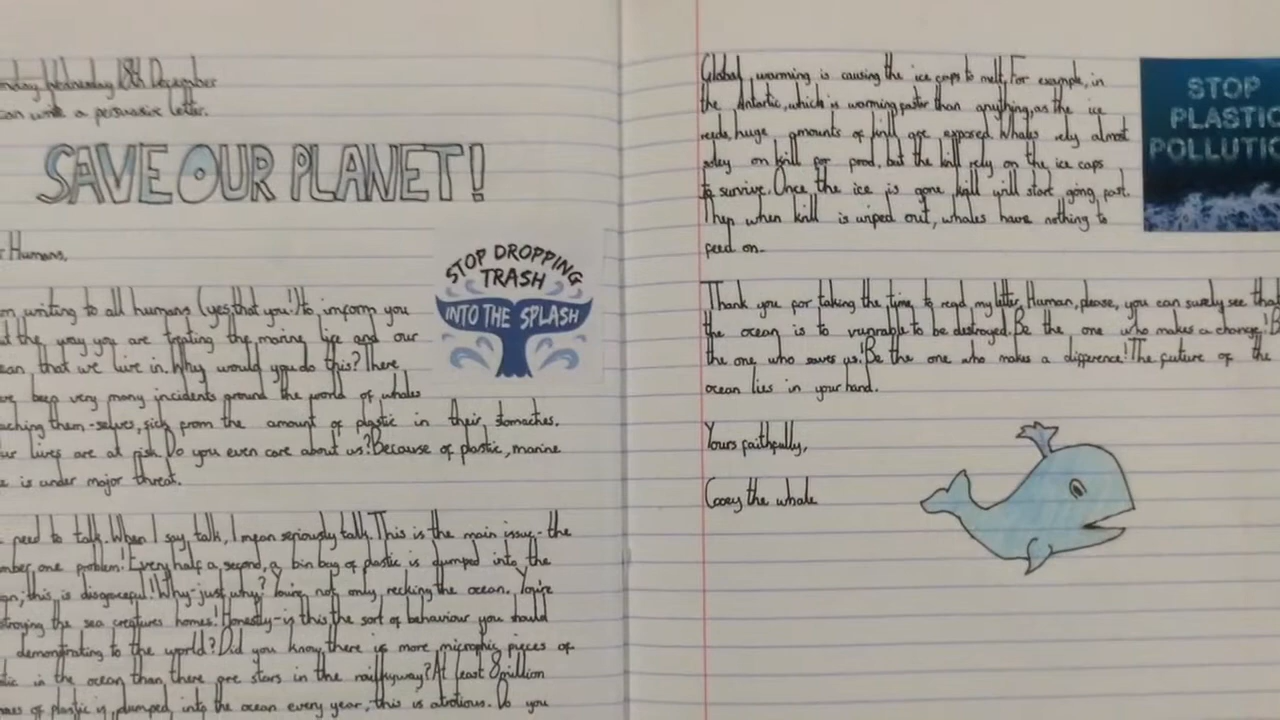 Wednesday 18th December
can write a persuasive letter.
SAVE OUR PLANET!
Humans,
writing to all humans (yes, that you!) to inform you
the way you are treating the marine life and our
that we live in. Why would you do this? There
been very many incidents around the world of whales
them-selves, sick from the amount of plastic in their stomaches.
lives are at risk. Do you even care about us? Because of plastic, marine
is under major threat.
need to talk. When I say talk, I mean seriously talk. This is the main issue - the
one problem! Every half a second, a bin bag of plastic is dumped into the
this is disgraceful! Why-just why? You're not only recking the ocean. You're
the sea creatures homes! Honestly-is this the sort of behaviour you should
demonstrating to the world? Did you know, there is more microphic pieces of
in the ocean than there are stars in the
At least 8 million
of plastic is dumped into the ocean every year, this is atrotious. Do you
STOP DROPPING
TRASH
INTO THE SPLASH
Global warming is causing the ice caps to melt, For example, in
the Antartic, which is warming faster than anything, as the ice
huge amounts of krill are exposed. Whales rely almost
soley on krill for food, but the krill rely on the ice caps
to survive. Once the ice is gone krill will start going fast.
Then when krill is wiped out, whales have nothing to
feed on.
STOP
PLASTIC
Thank you for taking the time to read my letter, Human, please, you can surely see that
the ocean is to to be destroyed. Be the one who makes a change!
the one who saves us! Be the one who makes a difference! The future of the
ocean lies in your hand.
Yours faithfully,
the whale